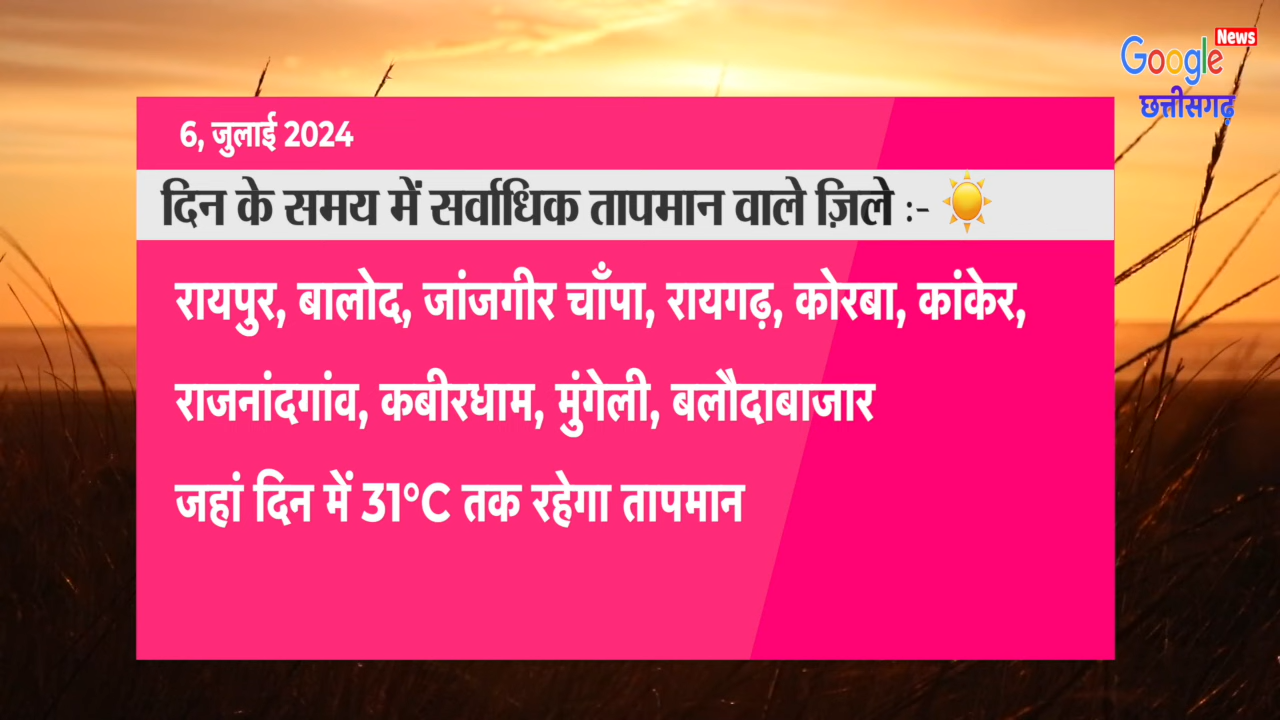 News
Google
छत्तीसगढ़
6, जुलाई 2024
दिन के समय में सर्वाधिक तापमान वाले ज़िले :-
रायपुर, बालोद, जांजगीर चाँपा, रायगढ़, कोरबा, कांकेर,
राजनांदगांव, कबीरधाम, मुंगेली, बलौदाबाजार
जहां दिन में 31°C तक रहेगा तापमान